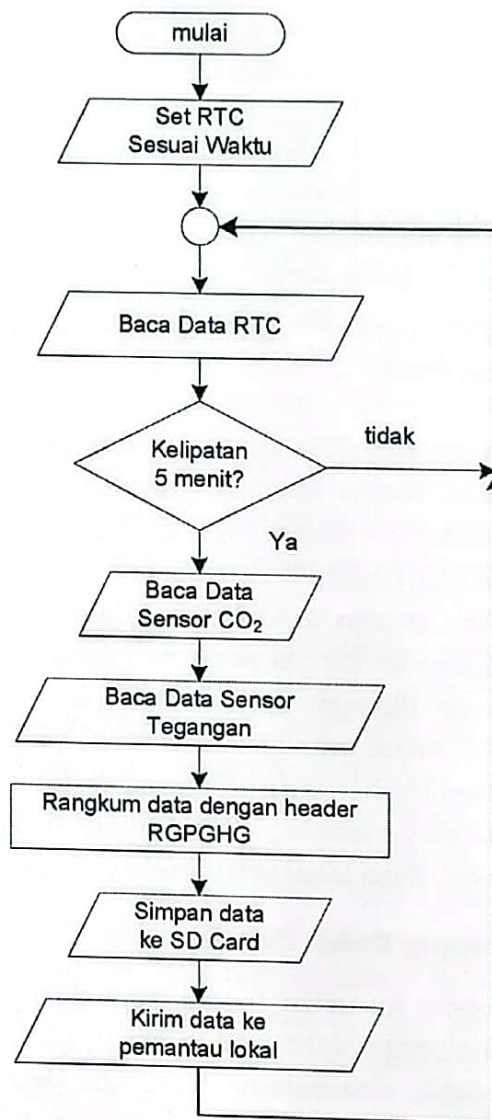 mulai
Set RTC
Sesuai Waktu
Baca Data RTC
Kelipatan
5 menit?
tidak
Ya
Baca Data
Sensor CO₂
Baca Data Sensor
Tegangan
Rangkum data dengan header
RGPGHG
Simpan data
ke SD Card
Kirim data ke
pemantau lokal